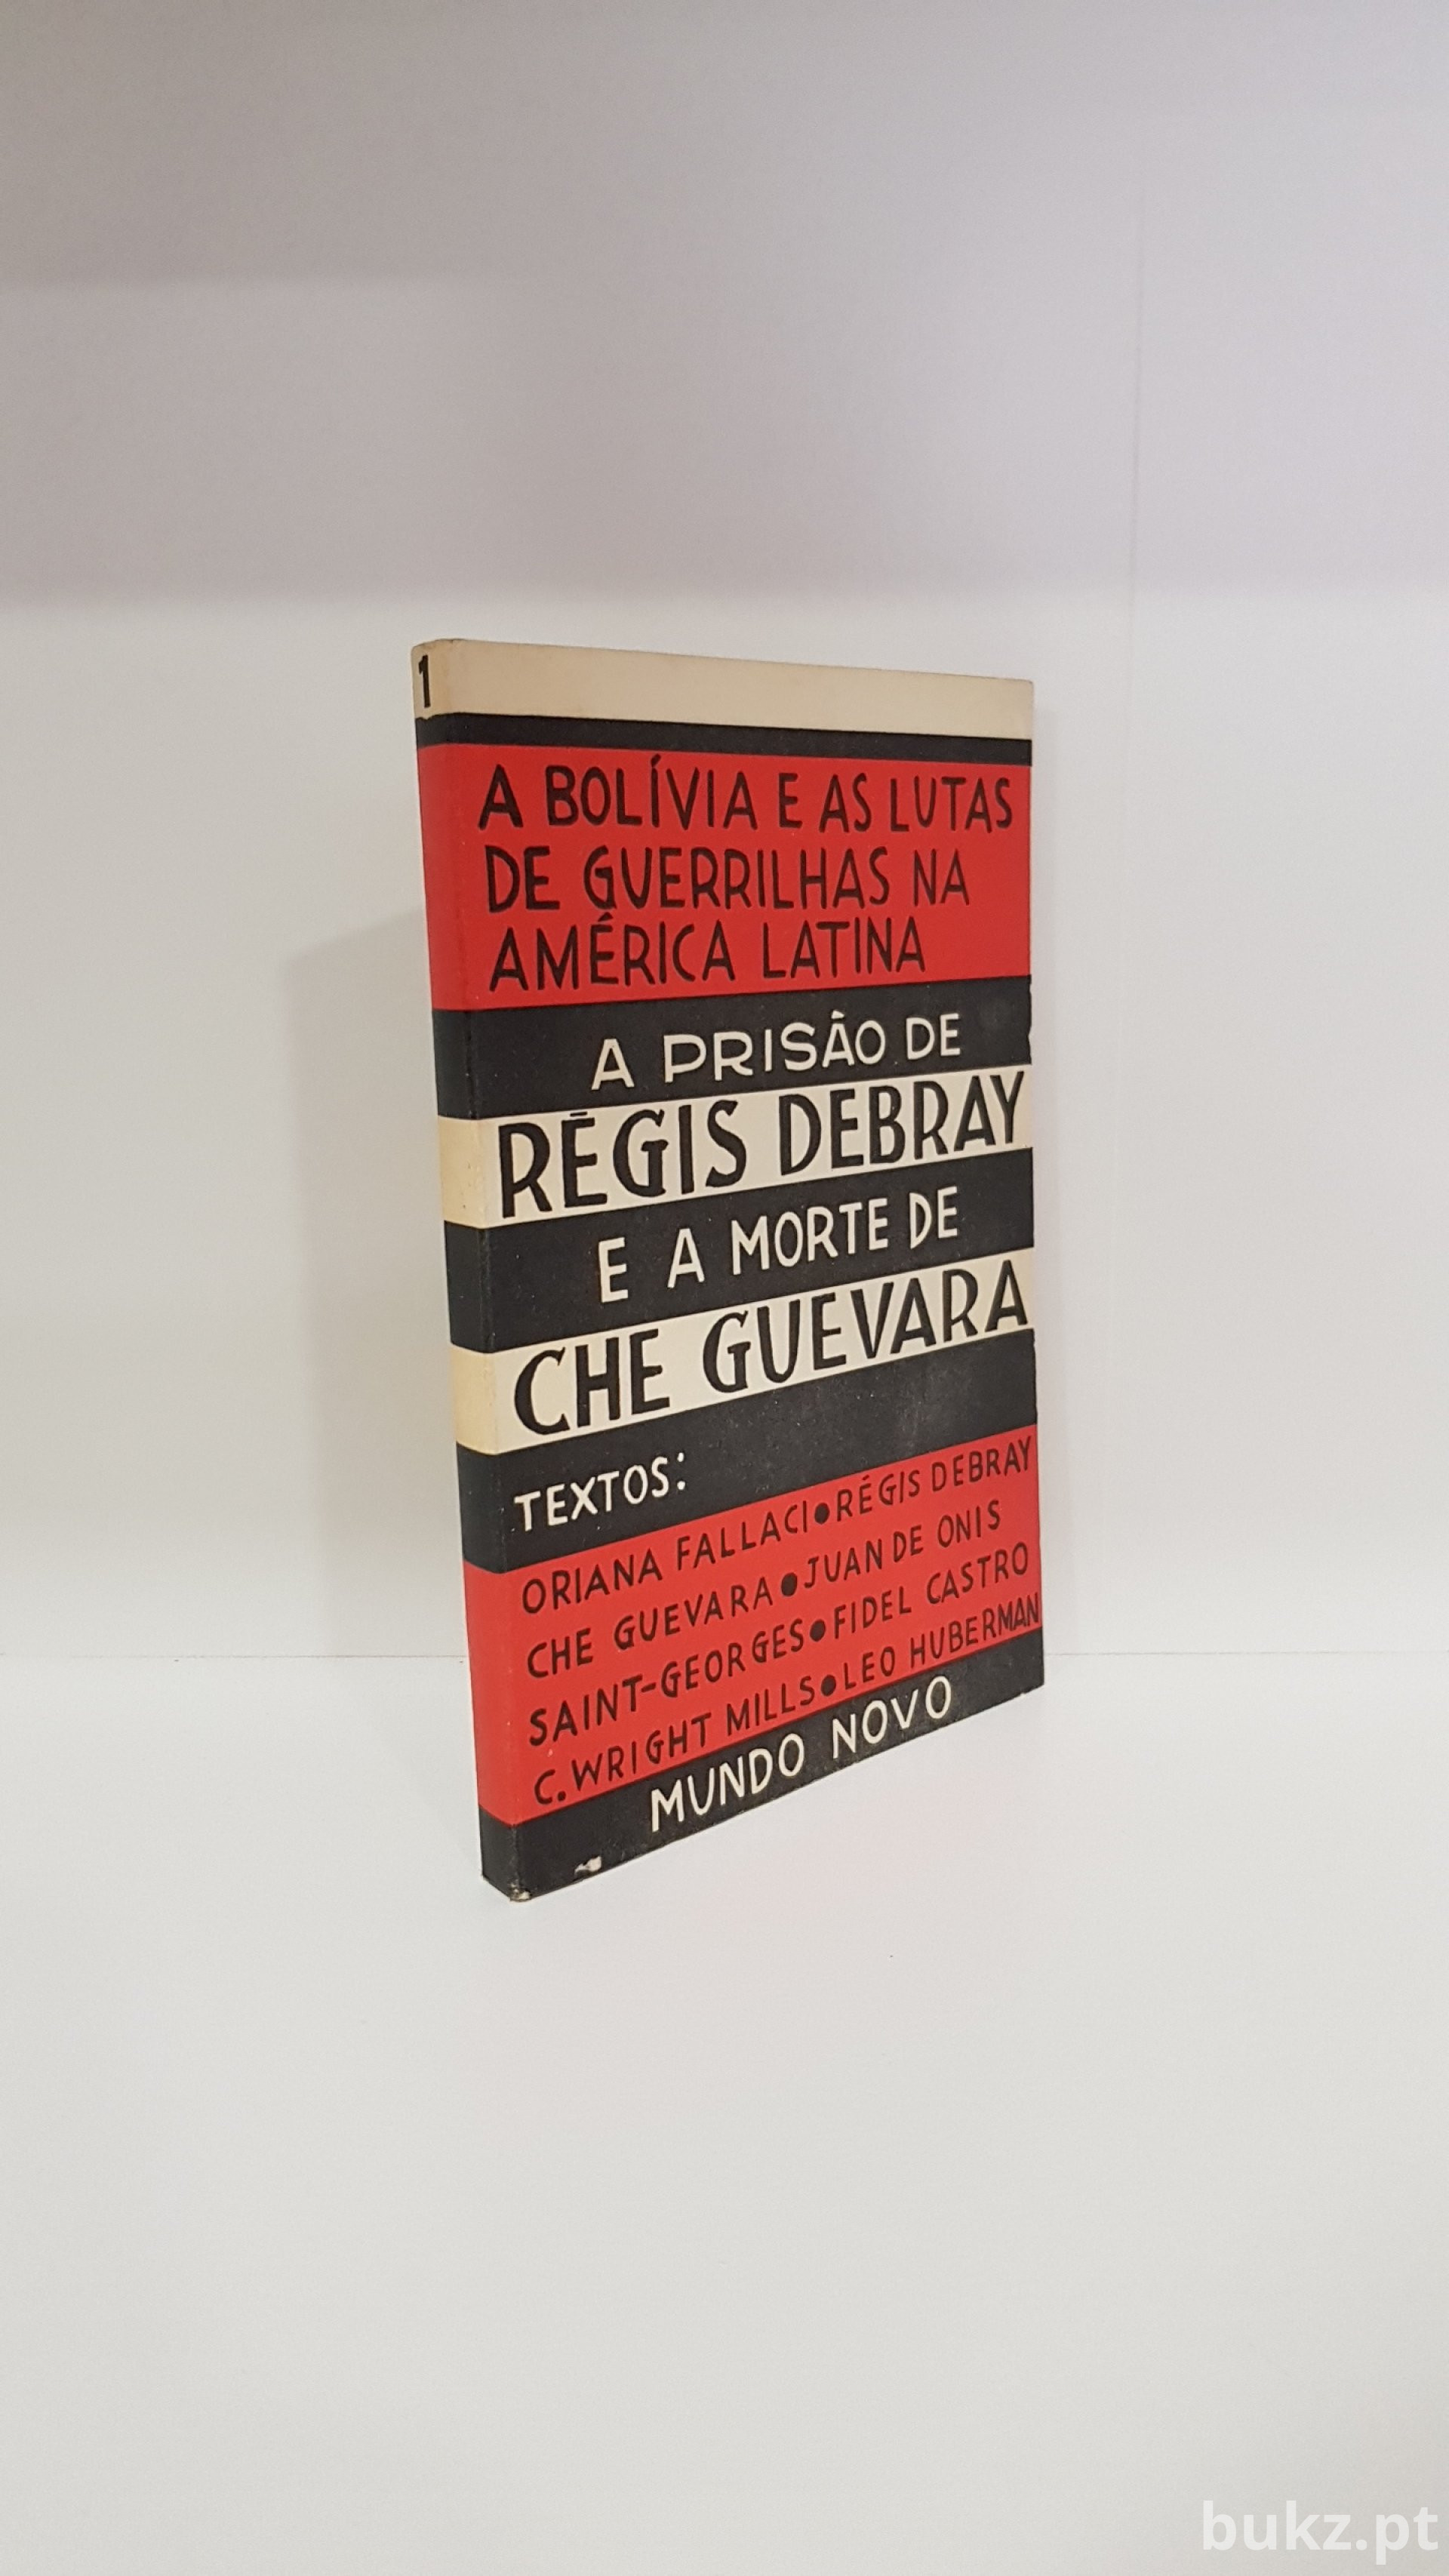 1
A BOLÍVIA E AS LUTAS
DE GUERRILHAS NA
AMÉRICA LATINA
A PRISÃO DE
RÉGIS DEBRAY
E A MORTE DE
CHE GUEVARA
TEXTOS:
ORIANA FALLACI•RÉGIS DEBRAY
CHE GUEVARA•JUAN DE ONIS
SAINT-GEORGES•FIDEL CASTRO
C. WRIGHT MILLS•LEO HUBERMAN
MUNDO NOVO
bukz.pt